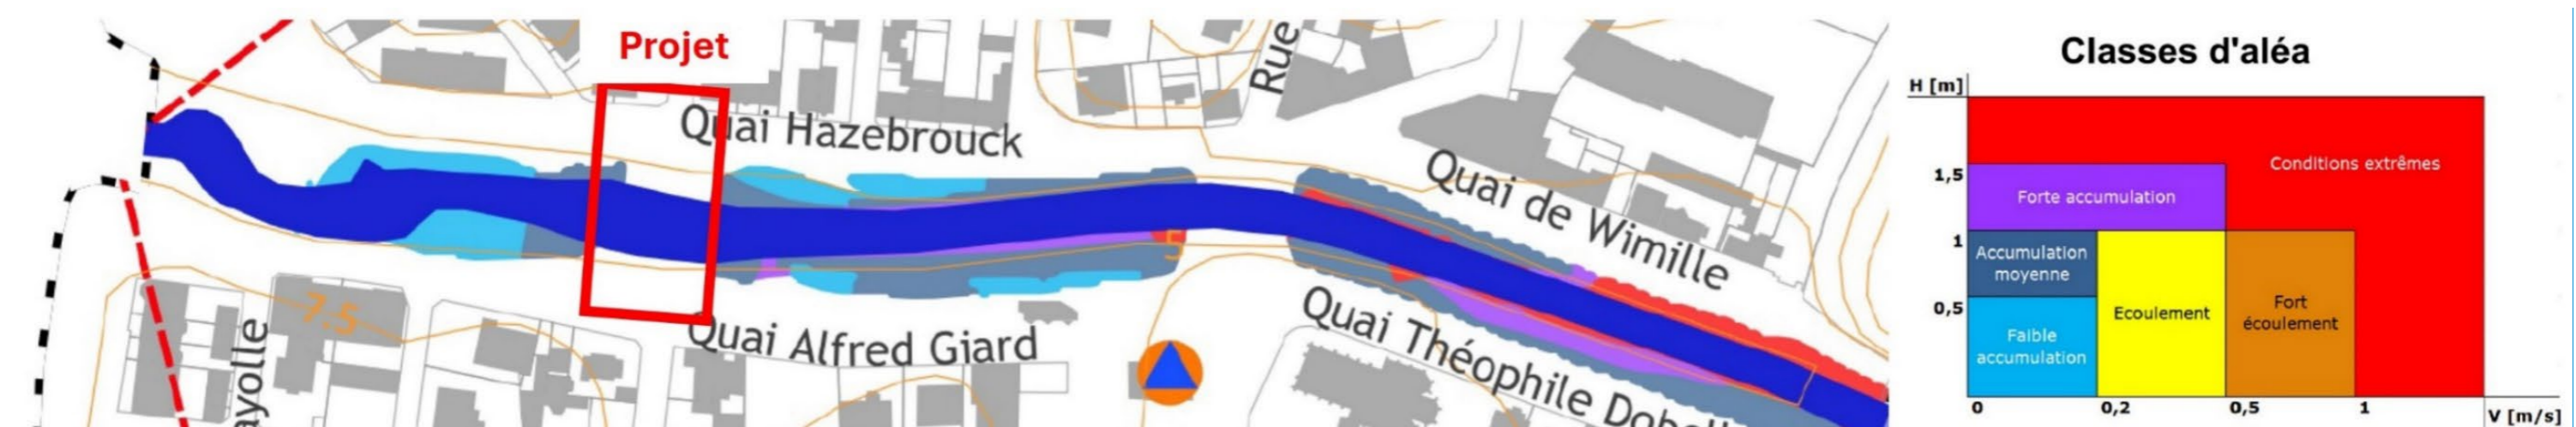 Projet
Rue
Quai Hazebrouck
Quai de Wimille
5
7.5
Quai Alfred Giard
Quai Théophile
ayolle
Classes d'aléa
H [m]
Conditions extrêmes
1,5
Forte accumulation
1
Accumulation
moyenne
0,5
Ecoulement
Fort
écoulement
Faible
accumulation
0
0,2
0,5
1
V [m/s]